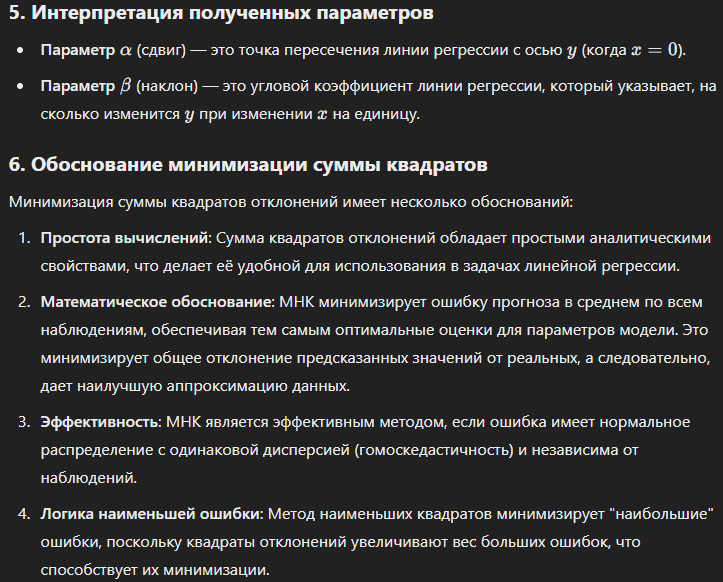 5. Интерпретация полученных параметров
• Параметр α (сдвиг) — это точка пересечения линии регрессии с осью y (когда x = 0).
• Параметр β (наклон) — это угловой коэффициент линии регрессии, который указывает, на
сколько изменится y при изменении x на единицу.
6. Обоснование минимизации суммы квадратов
Минимизация суммы квадратов отклонений имеет несколько обоснований:
1. Простота вычислений: Сумма квадратов отклонений обладает простыми аналитическими
свойствами, что делает её удобной для использования в задачах линейной регрессии.
2. Математическое обоснование: МНК минимизирует ошибку прогноза в среднем по всем
наблюдениям, обеспечивая тем самым оптимальные оценки для параметров модели. Это
минимизирует общее отклонение предсказанных значений от реальных, а следовательно,
дает наилучшую аппроксимацию данных.
3. Эффективность: МНК является эффективным методом, если ошибка имеет нормальное
распределение с одинаковой дисперсией (гомоскедастичность) и независима от
наблюдений.
4. Логика наименьшей ошибки: Метод наименьших квадратов минимизирует "наибольшие"
ошибки, поскольку квадраты отклонений увеличивают вес больших ошибок, что
способствует их минимизации.